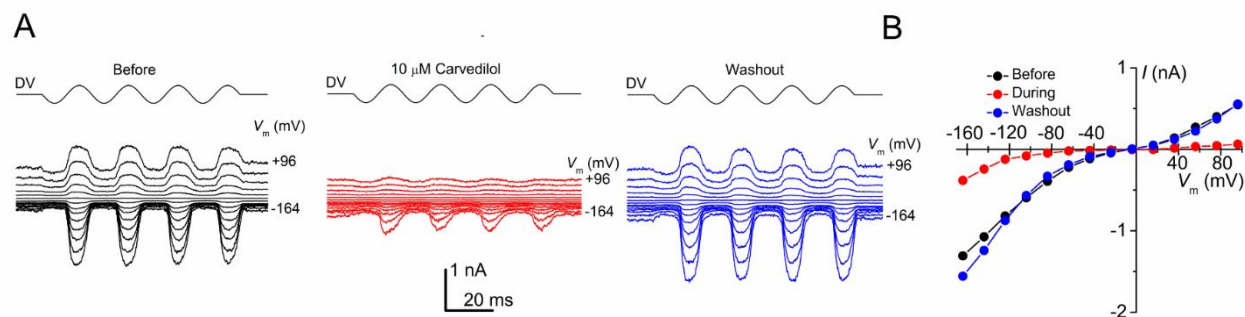 A
Before
DV
Vm (mV)
+96
-164
10 μM Carvedilol
DV
Vm (mV)
+96
-164
1 nA
20 ms
Washout
DV
Vm (mV)
+96
-164
B
1
I (nA)
Before
During
Washout
-160 -120 -80 -40
40 80
Vm (mV)
-1
-2